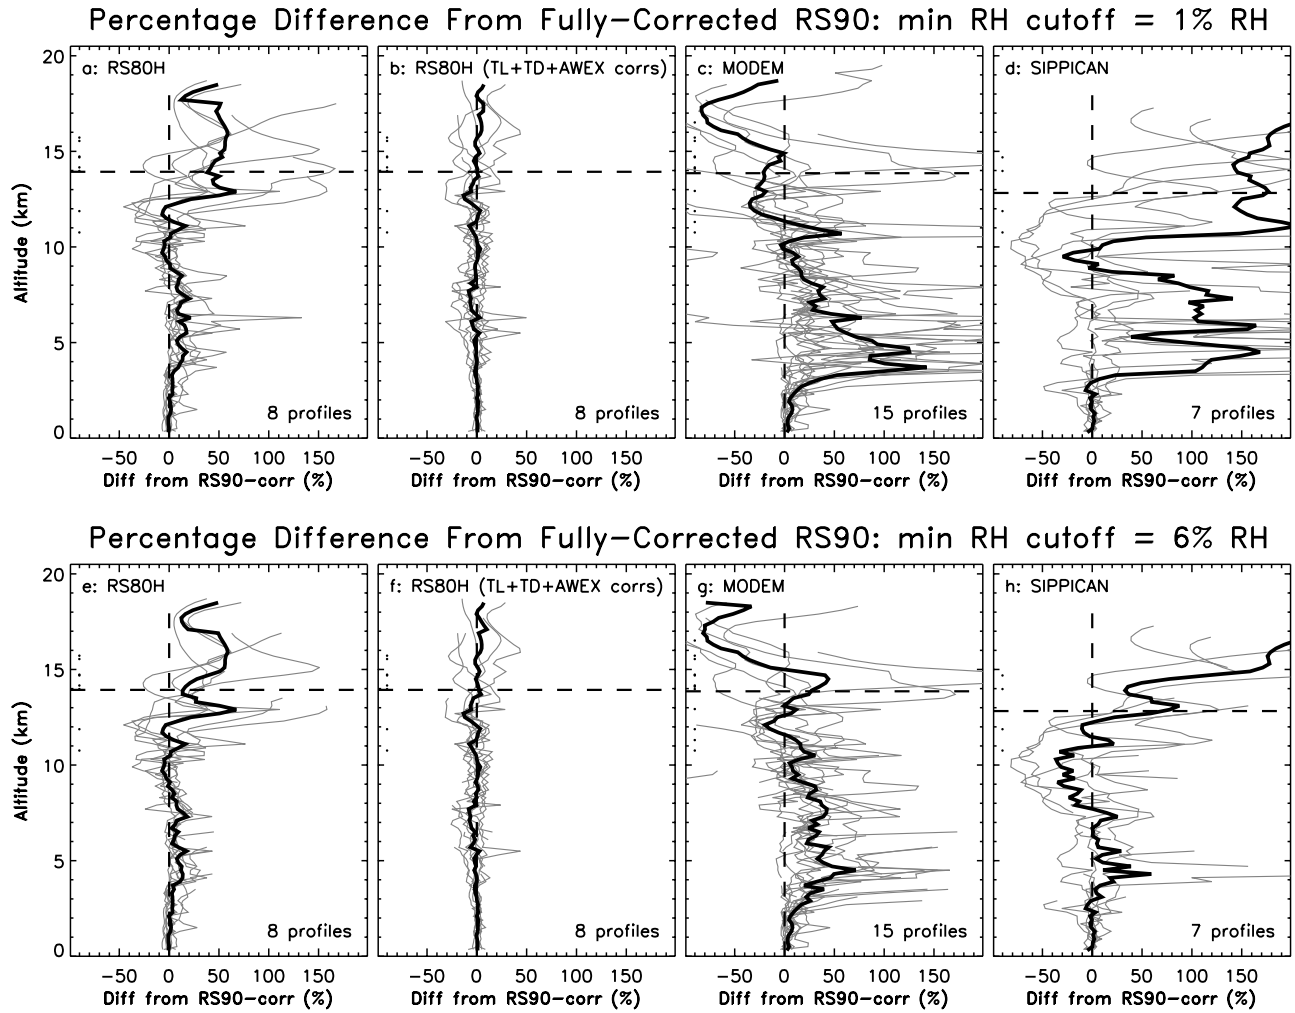 Percentage Difference From Fully-Corrected RS90: min RH cutoff = 1% RH
a: RS80H
b: RS80H (TL+TD+AWEX corrs)
c: MODEM
d: SIPPICAN
20
15
10
5
0
Altitude (km)
8 profiles
8 profiles
15 profiles
7 profiles
−50 0 50 100 150
−50 0 50 100 150
−50 0 50 100 150
−50 0 50 100 150
Diff from RS90−corr (%)
Diff from RS90−corr (%)
Diff from RS90−corr (%)
Diff from RS90−corr (%)
Percentage Difference From Fully-Corrected RS90: min RH cutoff = 6% RH
e: RS80H
f: RS80H (TL+TD+AWEX corrs)
g: MODEM
h: SIPPICAN
20
15
10
5
0
Altitude (km)
8 profiles
8 profiles
15 profiles
7 profiles
−50 0 50 100 150
−50 0 50 100 150
−50 0 50 100 150
−50 0 50 100 150
Diff from RS90−corr (%)
Diff from RS90−corr (%)
Diff from RS90−corr (%)
Diff from RS90−corr (%)